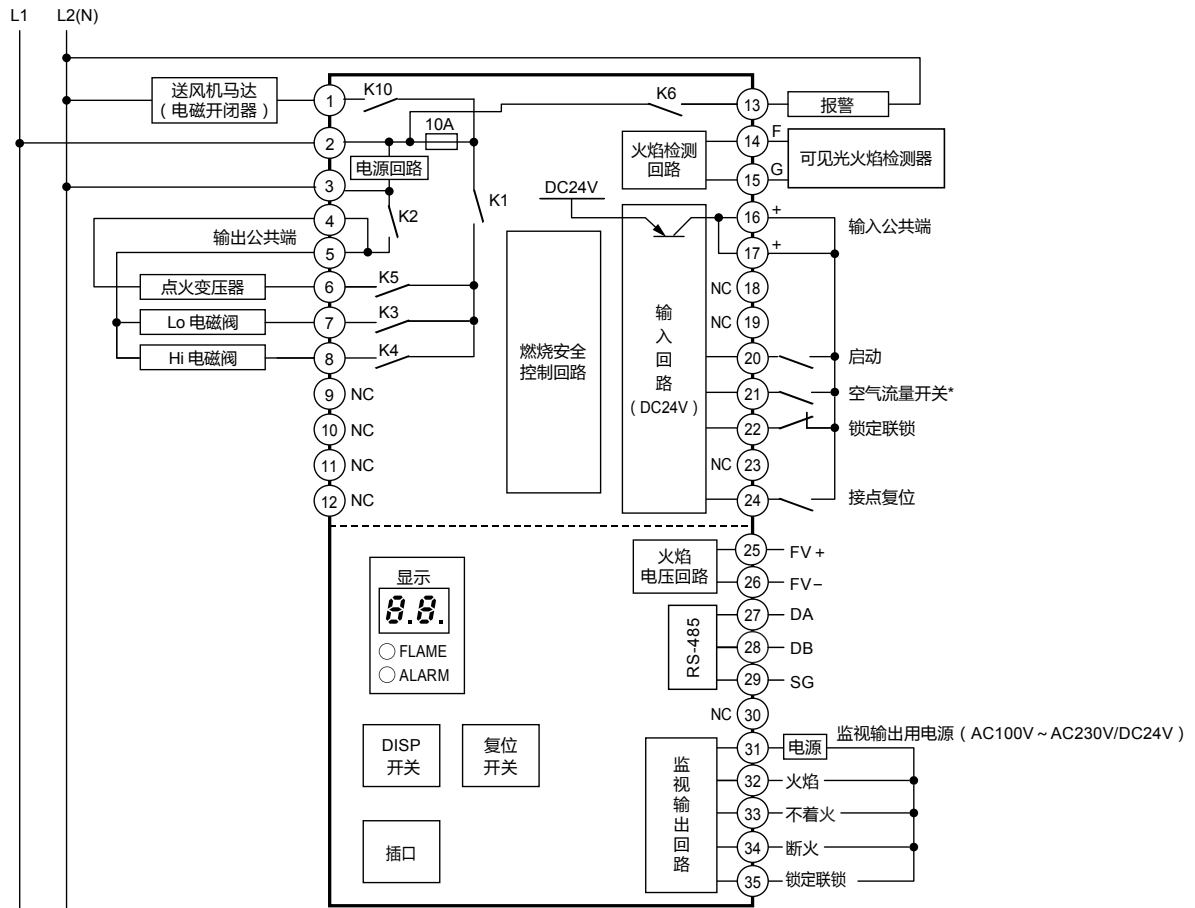 L1
L2(N)
送风机马达
（电磁开闭器）
1
K10
K6
13
报警
2
10A
14
F
火焰检测
回路
可见光火焰检测器
电源回路
15
G
3
DC24V
K1
4
K2
16
+
输入公共端
输出公共端
5
17
+
点火变压器
6
K5
NC
18
Lo 电磁阀
7
K3
NC
19
Hi 电磁阀
8
K4
燃烧安全
控制回路
输
入
回
路
（DC24V）
20
启动
9
NC
21
空气流量开关*
10
NC
22
锁定联锁
11
NC
NC
23
12
NC
24
接点复位
显示
8.8.
FLAME
ALARM
火焰
电压回路
25
FV+
26
FV−
RS-485
27
DA
28
DB
29
SG
NC
30
DISP
开关
复位
开关
插口
监
视
输
出
回
路
31
电源
监视输出用电源（AC100V～AC230V/DC24V）
32
火焰
33
不着火
34
断火
35
锁定联锁